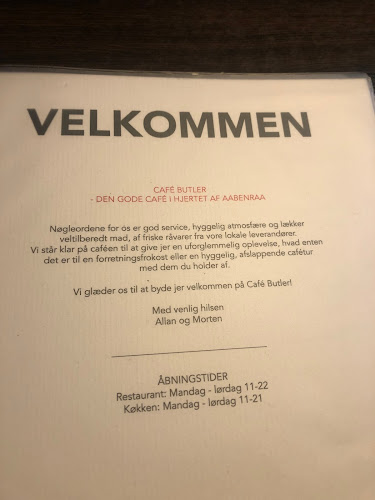 VELKOMMEN
CAFÉ BUTLER
- DEN GODE CAFÉ I HJERTET AF AABENRAA
Nøgleordene for os er god service, hyggelig atmosfære og lækker
veltilberedt mad, af friske råvarer fra vore lokale leverandører.
Vi står klar på caféen til at give jer en uforglemmelig oplevelse, hvad enten
det er til en forretningsfrokost eller en hyggelig, afslappende cafétur
med dem du holder af.
Vi glæder os til at byde jer velkommen på Café Butler!
Med venlig hilsen
Allan og Morten
ÅBNINGSTIDER
Restaurant: Mandag - lørdag 11-22
Køkken: Mandag - lørdag 11-21